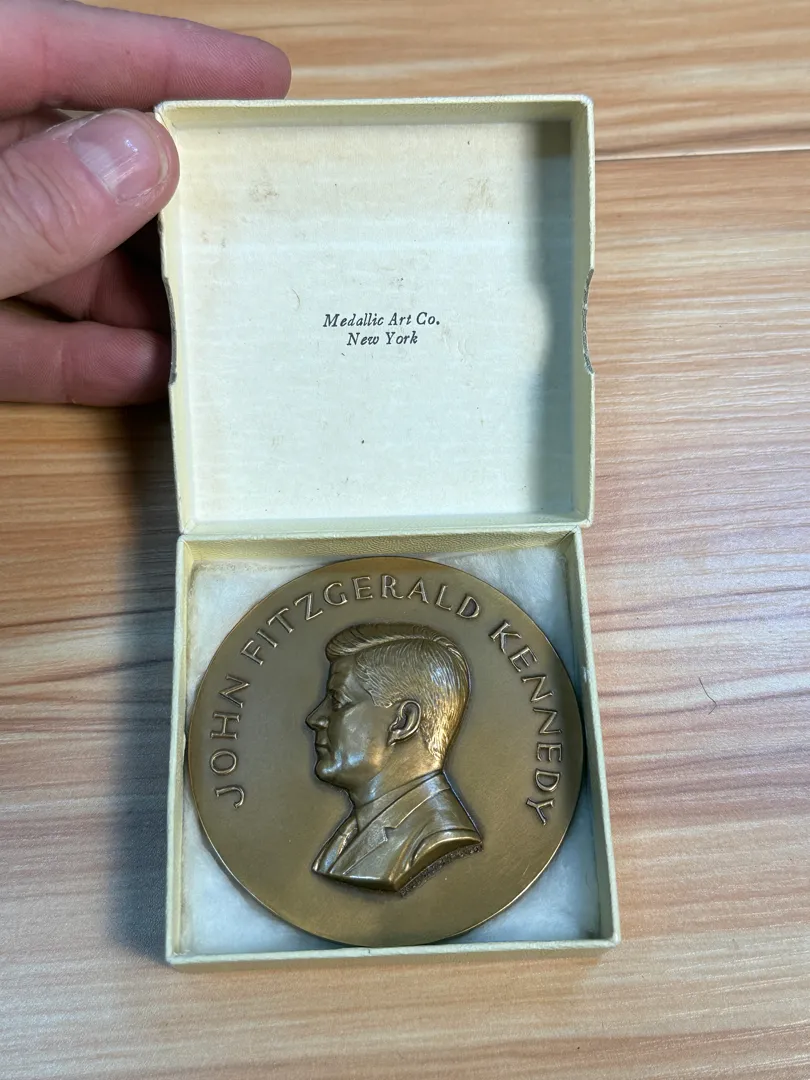 Medallic Art Co.
New York
JOHN FITZGERALD KENNEDY